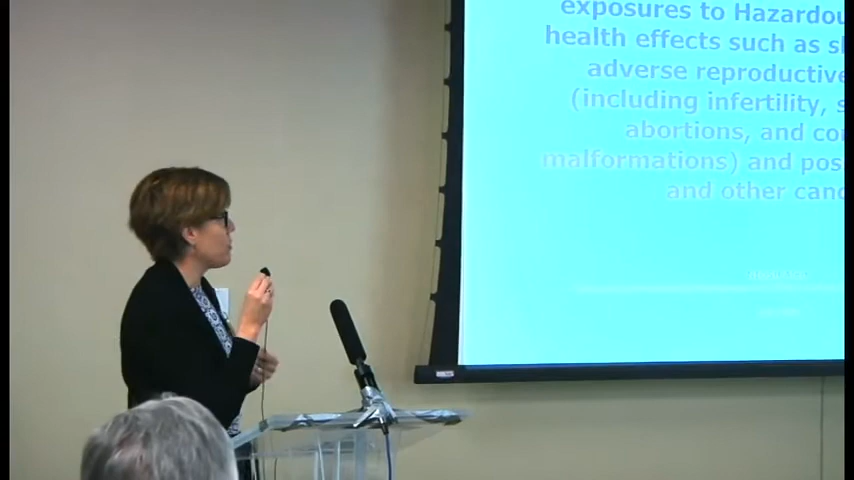 exposures to Hazardou
health effects such as s
adverse reproductive
(including infertility, s
abortions, and co
malformations) and pos
and other canc